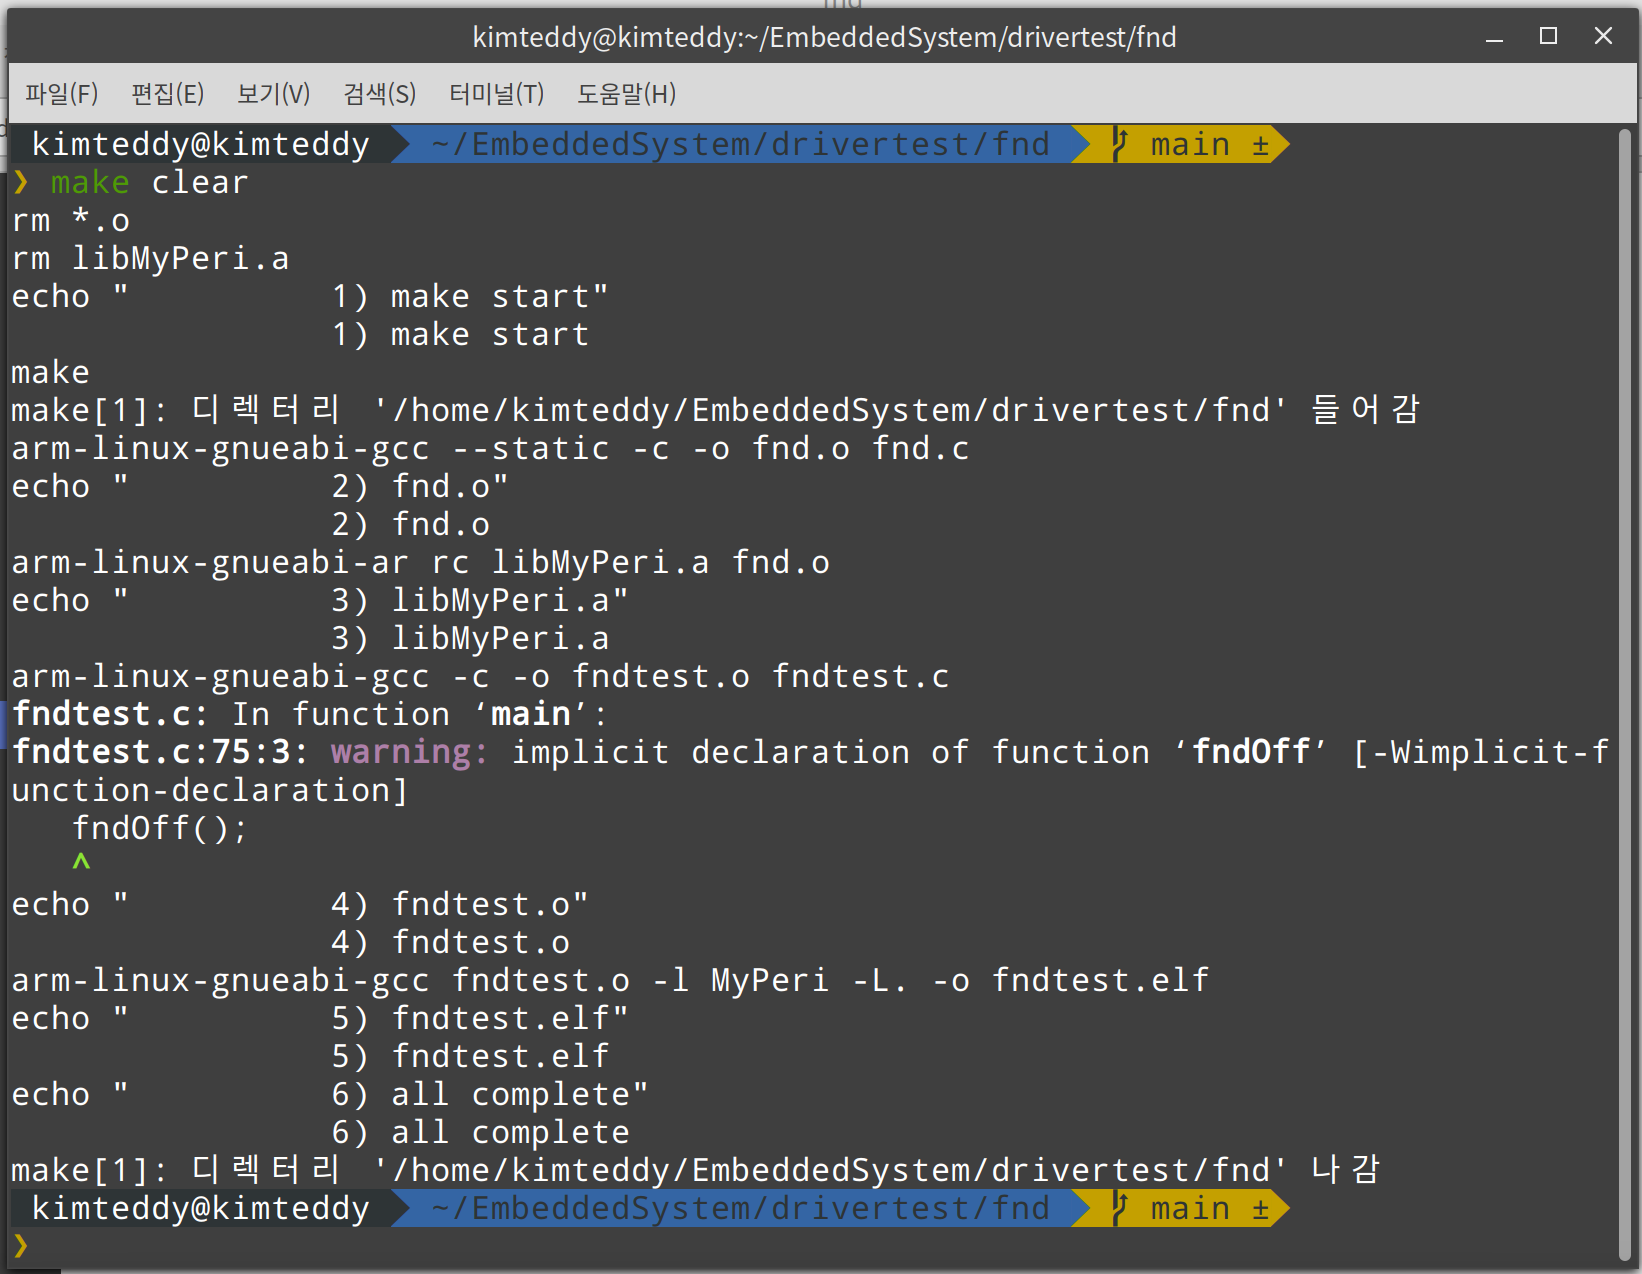 kimteddy@kimteddy:~/EmbeddedSystem/drivertest/fnd
파일(F) 편집(E) 보기(V) 검색(S) 터미널(T) 도움말(H)
kimteddy@kimteddy ~/EmbeddedSystem/drivertest/fnd main ±
❯ make clear
rm *.o
rm libMyPeri.a
echo "          1) make start"
                1) make start
make
make[1]: 디렉터리 '/home/kimteddy/EmbeddedSystem/drivertest/fnd' 들어감
arm-linux-gnueabi-gcc --static -c -o fnd.o fnd.c
echo "          2) fnd.o"
                2) fnd.o
arm-linux-gnueabi-ar rc libMyPeri.a fnd.o
echo "          3) libMyPeri.a"
                3) libMyPeri.a
arm-linux-gnueabi-gcc -c -o fndtest.o fndtest.c
fndtest.c: In function ‘main’:
fndtest.c:75:3: warning: implicit declaration of function ‘fndOff’ [-Wimplicit-f
unction-declaration]
   fndOff();
   ^
echo "          4) fndtest.o"
                4) fndtest.o
arm-linux-gnueabi-gcc fndtest.o -l MyPeri -L. -o fndtest.elf
echo "          5) fndtest.elf"
                5) fndtest.elf
echo "          6) all complete"
                6) all complete
make[1]: 디렉터리 '/home/kimteddy/EmbeddedSystem/drivertest/fnd' 나감
kimteddy@kimteddy ~/EmbeddedSystem/drivertest/fnd main ±
❯